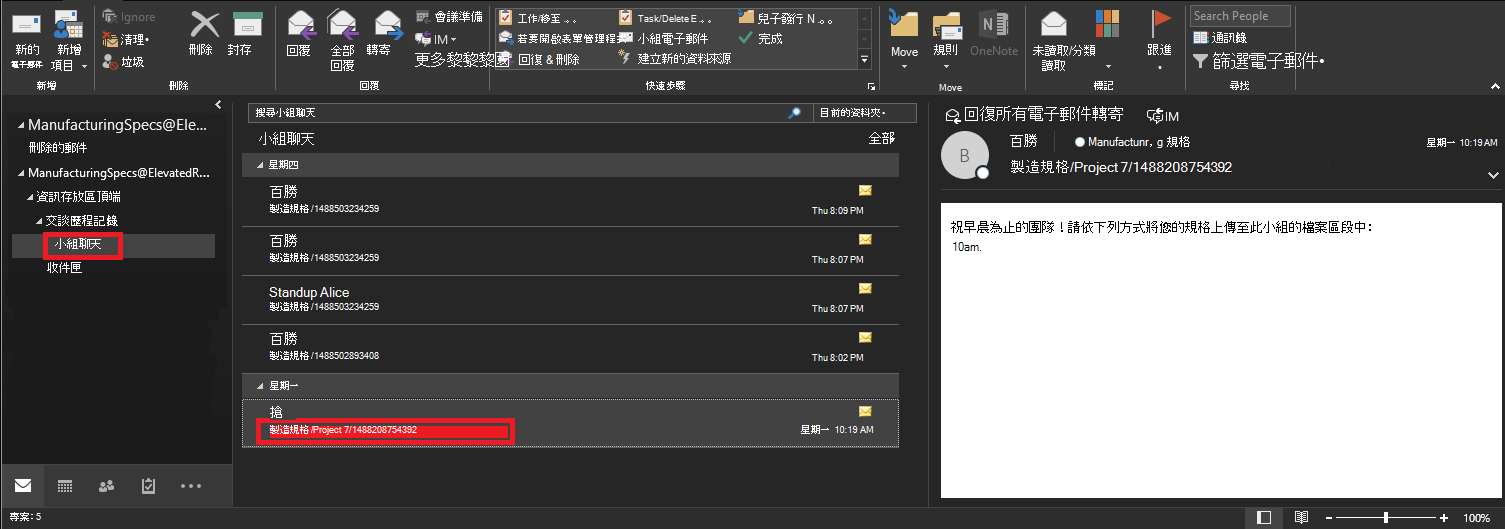 新的
電子郵件
新增
項目
新增
Ignore
清理•
垃圾
刪除
封存
刪除
回覆
全部
回覆
轉寄
會議準備
IM
更多黎黎黎園
回覆
工作/移至 . . .
若要開啟表單管理程
回復 & 刪除
Task/Delete E . . .
小組電子郵件
建立新的資料來源
兒子發行 N . . .
完成
快速步驟
Move
規則
OneNote
Move
未讀取/分類
讀取
跟進
標記
Search People
通訊錄
篩選電子郵件•
尋找
ManufacturingSpecs@Ele...
刪除的郵件
ManufacturingSpecs@ElevatedR...
資訊存放區頂端
交談歷程記錄
小組聊天
收件匣
搜尋小組聊天
目前的資料夾•
小組聊天
全部
星期四
百勝
製造規格 /1488503234259
Thu 8:09 PM
百勝
製造規格 /1488503234259
Thu 8:07 PM
Standup Alice
製造規格 /1488503234259
Thu 8:07 PM
百勝
製造規格 /1488502893408
Thu 8:02 PM
星期一
搶
製造規格 /Project 7/1488208754392
星期一 10:19 AM
回復所有電子郵件轉寄
IM
B
百勝
Manufactunr, g 規格
星期一 10:19 AM
製造規格/Project 7/1488208754392
祝早晨為止的團隊！請依下列方式將您的規格上傳至此小組的檔案區段中：
10am.
專案: 5
100%